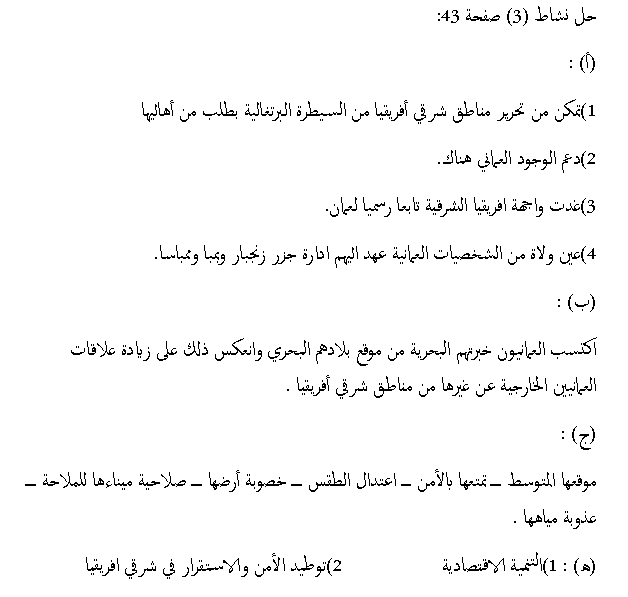 حل نشاط (3) صفحة 43:
(أ) :
1)تمكن من تحرير مناطق شرقي أفريقيا من السيطرة البرتغالية بطلب من أهاليها
2)دعم الوجود العماني هناك.
3)غدت واجهة افريقيا الشرقية تابعا رسميا لعمان.
4)عين ولاة من الشخصيات العمانية عهد اليهم ادارة جزر زنجبار وبمبا وممباسا.
(ب) :
اكتسب العمانيون خبرتهم البحرية من موقع بلادهم البحري وانعكس ذلك على زيادة علاقات
العمانيين الخارجية عن غيرها من مناطق شرقي أفريقيا .
(ج) :
موقعها المتوسط – تمتعها بالأمن – اعتدال الطقس – خصوبة أرضها – صلاحية ميناءها للملاحة –
عذوبة مياهها .
(هـ) : 1)التنمية الاقتصادية 2)توطيد الأمن والاستقرار في شرقي افريقيا